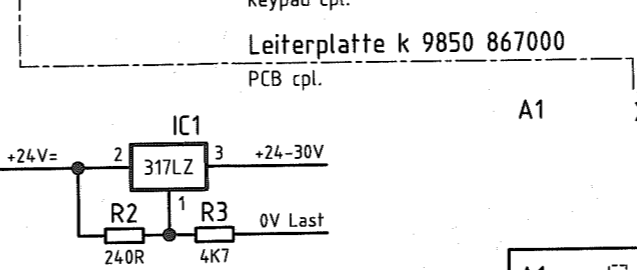 Keypad cpl.
Leiterplatte k 9850 867000
PCB cpl.
A1
IC1
+24V= 2 317LZ 3 +24-30V
1
R2 R3 0V Last
240R 4K7
A1